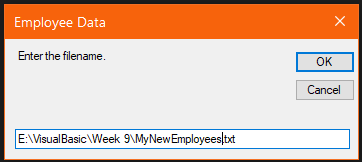 Employee Data
Enter the filename.
OK
Cancel
E:\VisualBasic\Week 9\MyNewEmployees.txt